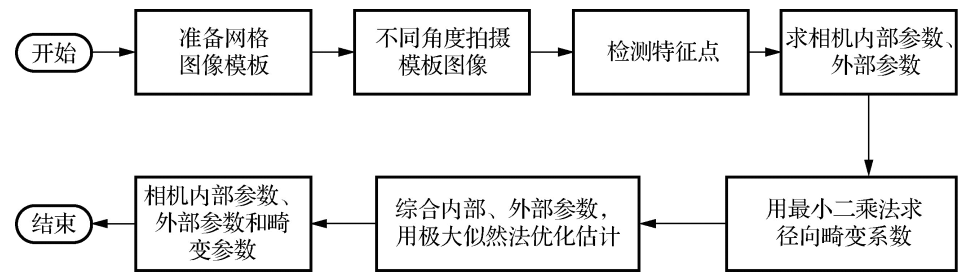 开始
准备网格
图像模板
不同角度拍摄
模板图像
检测特征点
求相机内部参数、
外部参数
用最小二乘法求
径向畸变系数
综合内部、外部参数，
用极大似然法优化估计
相机内部参数、
外部参数和畸
变参数
结束